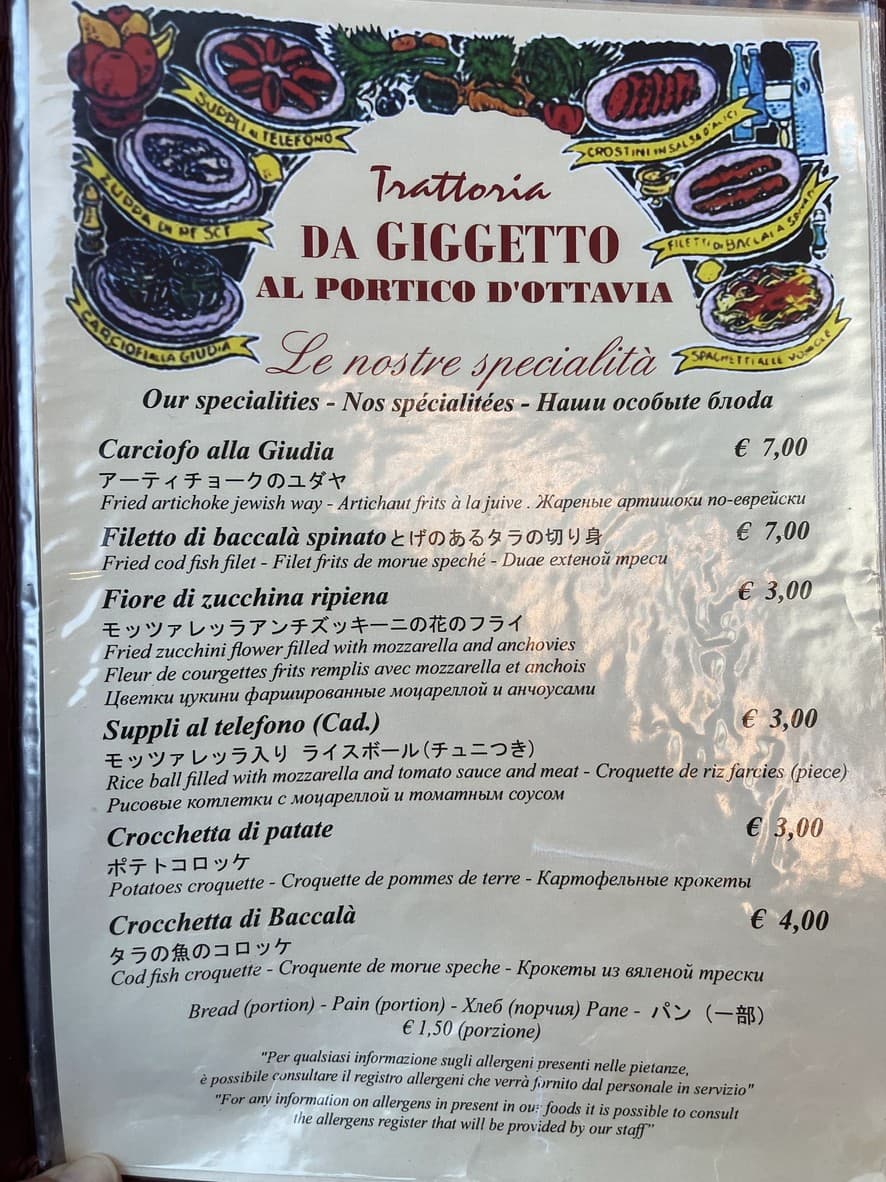 SUPPLI AL TELEFONO
CROSTINI IN SALSA D'ALICI
ZUPPA DI PESCE
FILETTI DI BACCALA
CARCIOFI ALLA GIUDIA
SPAGHETTI ALLE VONGOLE
Trattoria
DA GIGGETTO
AL PORTICO D'OTTAVIA
Le nostre specialità
Our specialities - Nos spécialitées - Наши особыte блоda
Carciofo alla Giudia € 7,00
アーティチョークのユダヤ
Fried artichoke jewish way - Artichaut frits à la juive . Жареные артишоки по-еврейски
Filetto di baccalà spinato とげのあるタラの切り身 € 7,00
Fried cod fish filet - Filet frits de morue speché - Duae exteной треси
Fiore di zucchina ripiena € 3,00
モッツァレッラアンチズッキーニの花のフライ
Fried zucchini flower filled with mozzarella and anchovies
Fleur de courgettes frits remplis avec mozzarella et anchois
Цветки цукини фаршированные моцареллой и анчоусами
Suppli al telefono (Cad.) € 3,00
モッツァレッラ入り ライスボール(チュニつき)
Rice ball filled with mozzarella and tomato sauce and meat - Croquette de riz farcies (piece)
Рисовые котлетки с моцареллой и томатным соусом
Crocchetta di patate € 3,00
ポテトコロッケ
Potatoes croquette - Croquette de pommes de terre - Картофельные крокеты
Crocchetta di Baccalà € 4,00
タラの魚のコロッケ
Cod fish croquette - Croquente de morue speche - Крокеты из вяленой трески
Bread (portion) - Pain (portion) - Хлеб (порчия) Pane - パン (一部)
€ 1,50 (porzione)
"Per qualsiasi informazione sugli allergeni presenti nelle pietanze,
è possibile consultare il registro allergeni che verrà fornito dal personale in servizio"
"For any information on allergens in present in our foods it is possible to consult
the allergens register that will be provided by our staff"